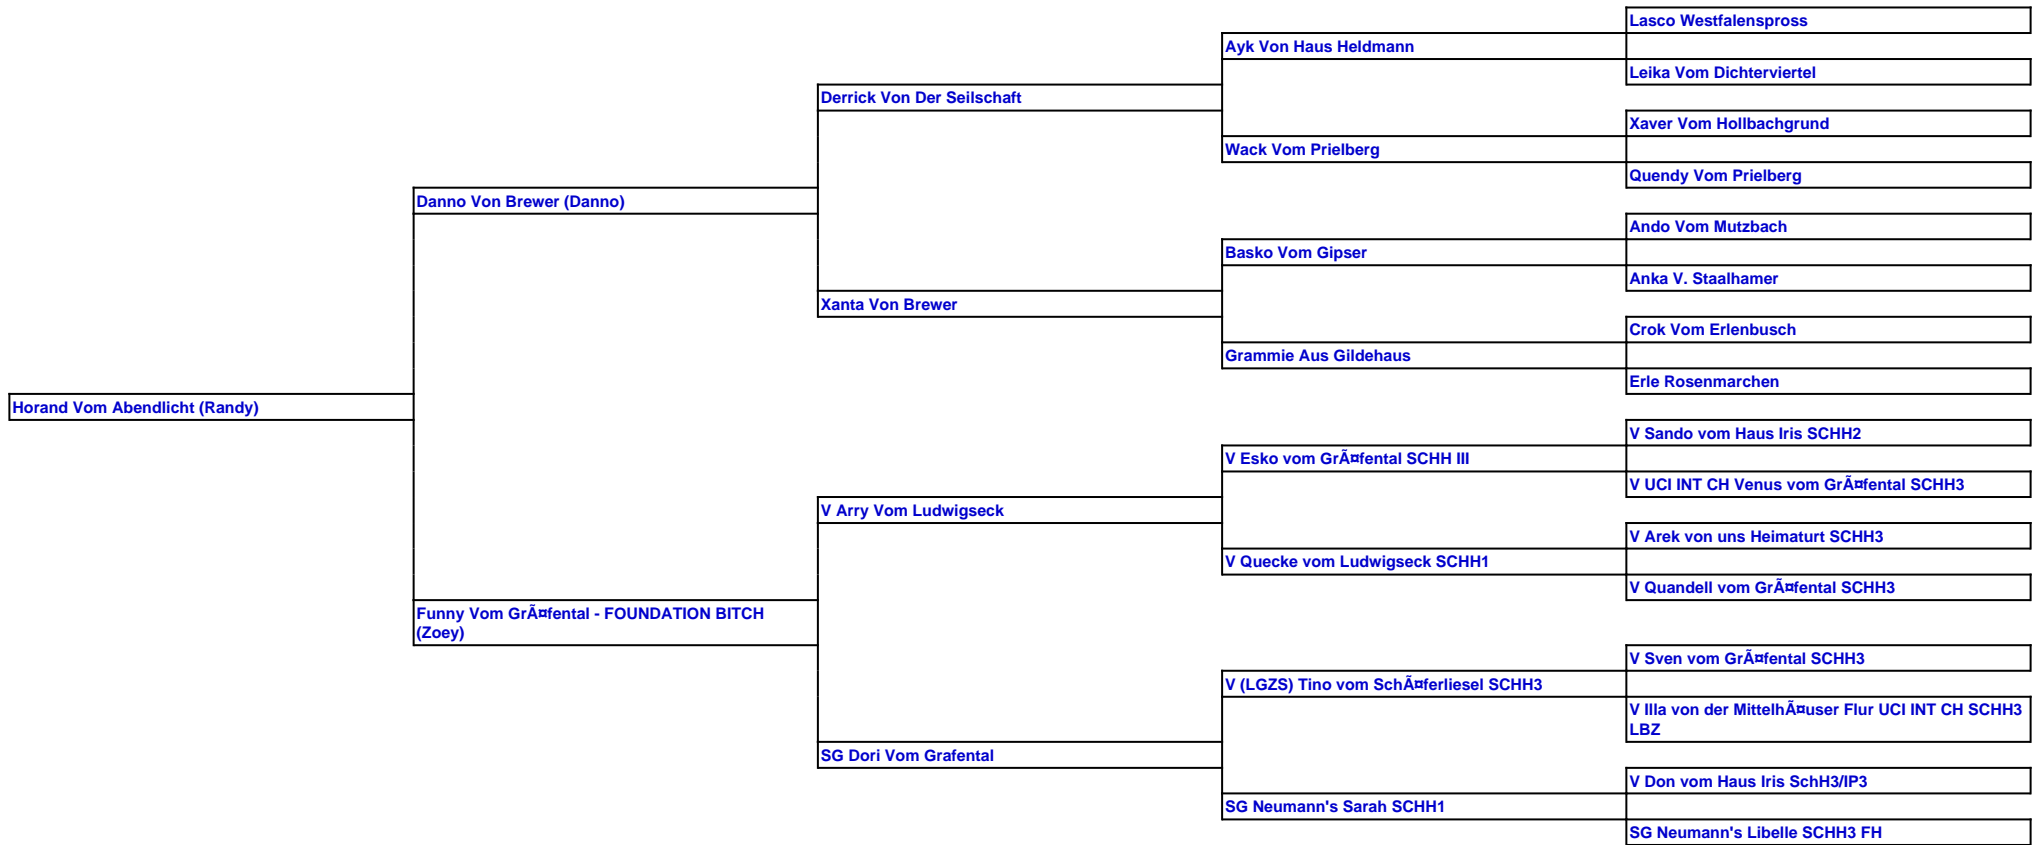 Lasco Westfalenspross
Ayk Von Haus Heldmann
Leika Vom Dichterviertel
Derrick Von Der Seilschaft
Xaver Vom Hollbachgrund
Wack Vom Prielberg
Quendy Vom Prielberg
Danno Von Brewer (Danno)
Ando Vom Mutzbach
Basko Vom Gipser
Anka V. Staalhamer
Xanta Von Brewer
Crok Vom Erlenbusch
Grammie Aus Gildehaus
Erle Rosenmarchen
Horand Vom Abendlicht (Randy)
V Sando vom Haus Iris SCHH2
V Esko vom GrÃ¤fental SCHH III
V UCI INT CH Venus vom GrÃ¤fental SCHH3
V Arry Vom Ludwigseck
V Arek von uns Heimaturt SCHH3
V Quecke vom Ludwigseck SCHH1
V Quandell vom GrÃ¤fental SCHH3
Funny Vom GrÃ¤fental - FOUNDATION BITCH
(Zoey)
V Sven vom GrÃ¤fental SCHH3
V (LGZS) Tino vom SchÃ¤ferliesel SCHH3
V Illa von der MittelhÃ¤user Flur UCI INT CH SCHH3
LBZ
SG Dori Vom Grafental
V Don vom Haus Iris SchH3/IP3
SG Neumann's Sarah SCHH1
SG Neumann's Libelle SCHH3 FH